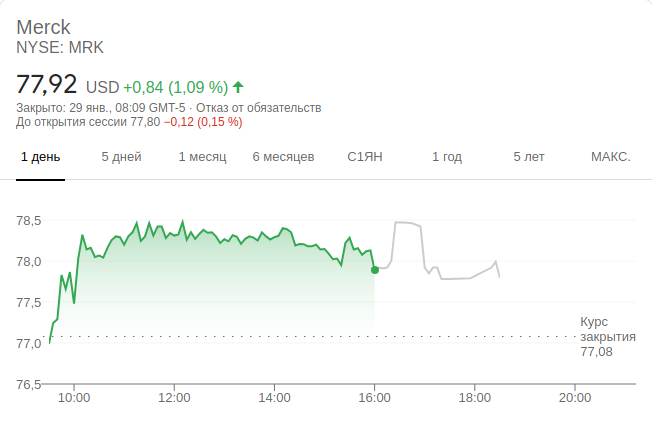 Merck
NYSE: MRK
77,92 USD +0,84 (1,09 %)
Закрыто: 29 янв., 08:09 GMT-5 · Отказ от обязательств
До открытия сессии 77,80 −0,12 (0,15 %)
1 день 5 дней 1 месяц 6 месяцев С1ЯН 1 год 5 лет МАКС.
78,5
78,0
77,5
77,0
76,5
Курс
закрытия
77,08
10:00 12:00 14:00 16:00 18:00 20:00